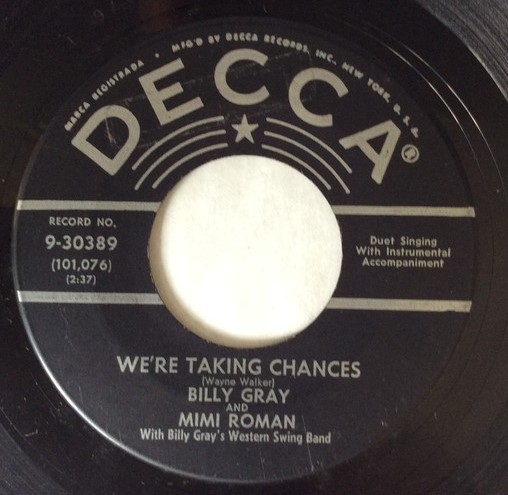 MARCA REGISTRADA • MFG'D BY DECCA RECORDS, INC., NEW YORK, U. S. A.
DECCA®
RECORD NO.
9-30389
(101,076)
(2:37)
Duet Singing
With Instrumental
Accompaniment
WE'RE TAKING CHANCES
(Wayne Walker)
BILLY GRAY
AND
MIMI ROMAN
With Billy Gray's Western Swing Band